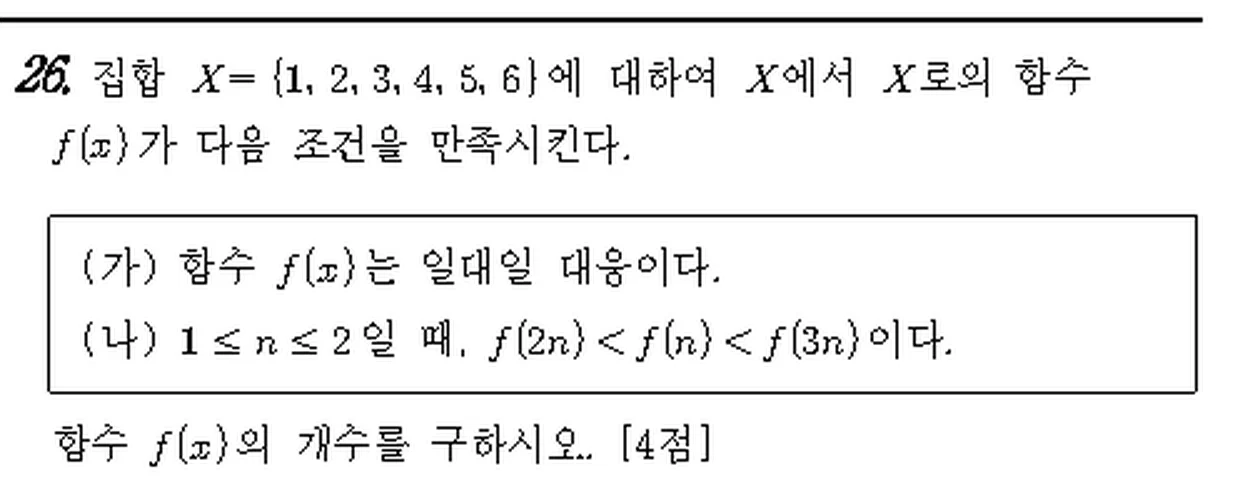 26. 집합 X = {1, 2, 3, 4, 5, 6}에 대하여 X에서 X로의 함수
f(x)가 다음 조건을 만족시킨다.
(가) 함수 f(x)는 일대일 대응이다.
(나) 1 ≤ n ≤ 2일 때, f(2n) < f(n) < f(3n)이다.
함수 f(x)의 개수를 구하시오. [4점]